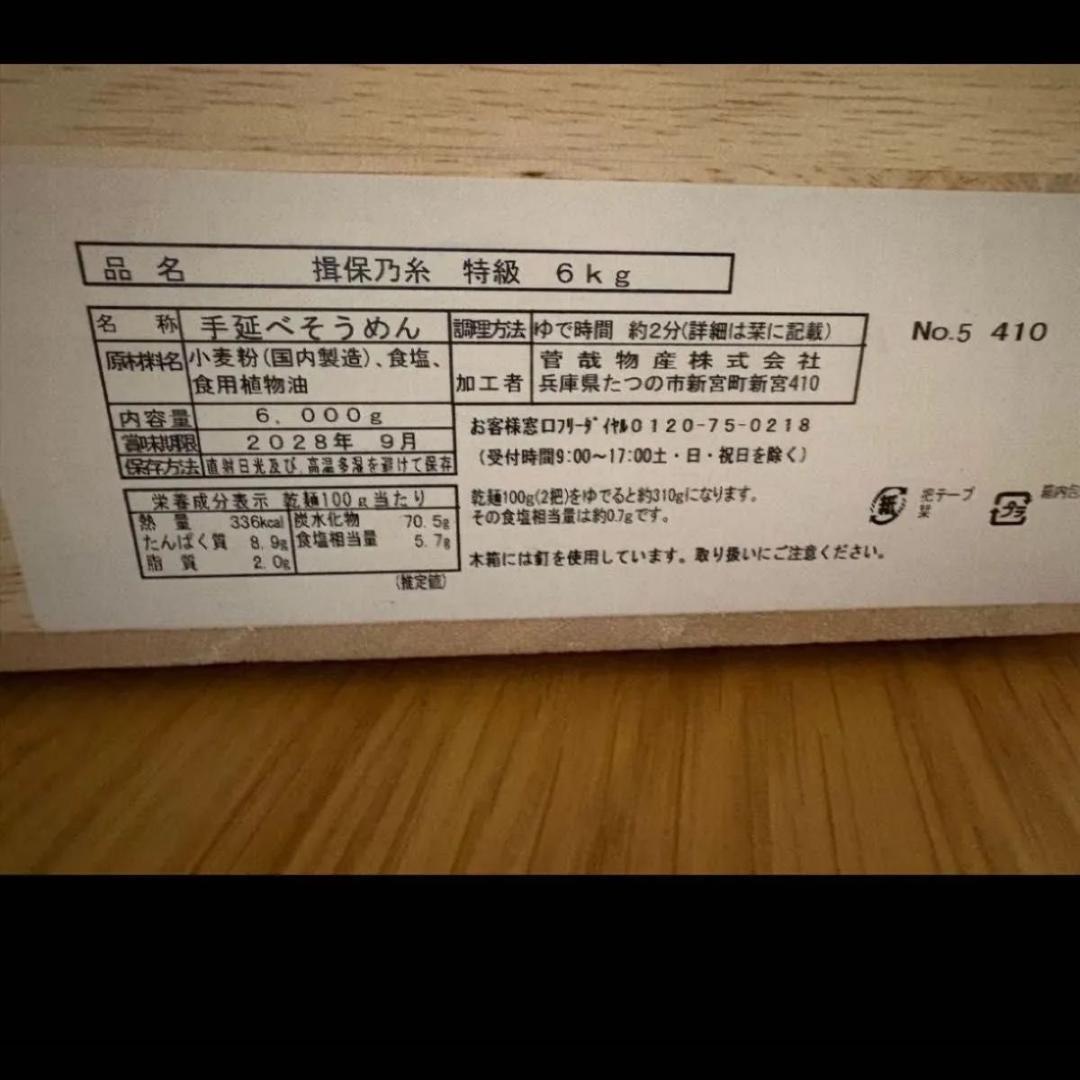 品名 揖保乃糸 特級 6kg
名称 手延べそうめん
原材料名 小麦粉(国内製造)、食塩、
食用植物油
内容量 6,000g
賞味期限 2028年 9月
保存方法 直射日光及び、高温多湿を避けて保存
調理方法 ゆで時間 約2分(詳細は栞に記載)
加工者 菅哉物産株式会社
兵庫県たつの市新宮町新宮410
No.5 410
お客様窓口フリーダイヤル0120-75-0218
(受付時間9:00〜17:00土・日・祝日を除く)
栄養成分表示 乾麺100g当たり
熱量 336kcal 炭水化物 70.5g
たんぱく質 8.9g 食塩相当量 5.7g
脂質 2.0g
(推定値)
乾麺100g(2把)をゆでると約310gになります。
その食塩相当量は約0.7gです。
木箱には釘を使用しています。取り扱いにご注意ください。
紙 把テープ
栞
プラ 箱内包